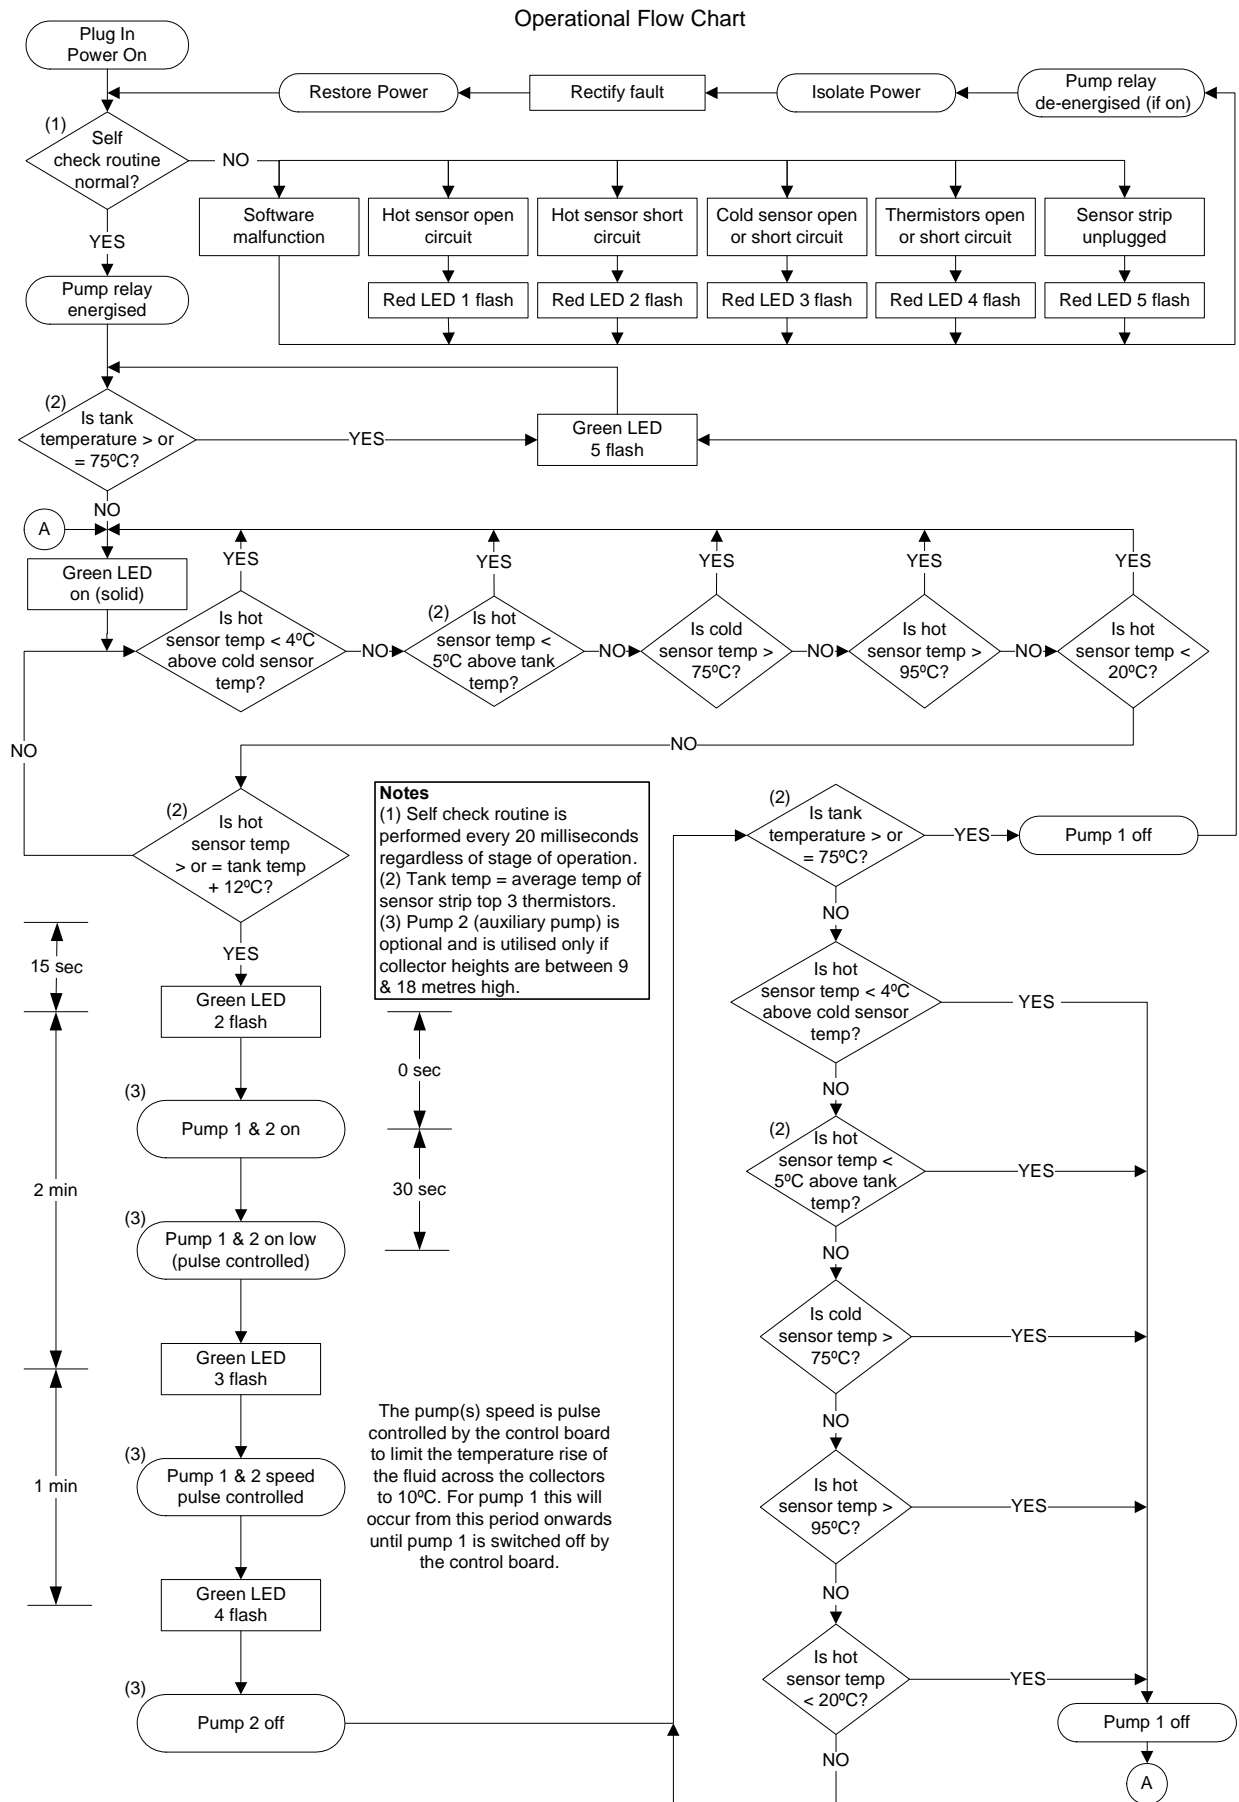 Operational Flow Chart
Plug In
Power On
Restore Power
Rectify fault
Isolate Power
Pump relay
de-energised (if on)
(1)
Self
check routine
normal?
NO
Software
malfunction
Hot sensor open
circuit
Hot sensor short
circuit
Cold sensor open
or short circuit
Thermistors open
or short circuit
Sensor strip
unplugged
YES
Red LED 1 flash
Red LED 2 flash
Red LED 3 flash
Red LED 4 flash
Red LED 5 flash
Pump relay
energised
(2)
Is tank
temperature > or
= 75ºC?
YES
Green LED
5 flash
NO
A
Green LED
on (solid)
YES
YES
YES
YES
YES
Is hot
sensor temp < 4ºC
above cold sensor
temp?
NO
(2)
Is hot
sensor temp <
5ºC above tank
temp?
NO
Is cold
sensor temp >
75ºC?
NO
Is hot
sensor temp >
95ºC?
NO
Is hot
sensor temp <
20ºC?
NO
NO
(2)
Is hot
sensor temp
> or = tank temp
+ 12ºC?
YES
Notes
(1) Self check routine is
performed every 20 milliseconds
regardless of stage of operation.
(2) Tank temp = average temp of
sensor strip top 3 thermistors.
(3) Pump 2 (auxiliary pump) is
optional and is utilised only if
collector heights are between 9
& 18 metres high.
15 sec
Green LED
2 flash
0 sec
(3)
Pump 1 & 2 on
2 min
30 sec
(3)
Pump 1 & 2 on low
(pulse controlled)
Green LED
3 flash
1 min
(3)
Pump 1 & 2 speed
pulse controlled
The pump(s) speed is pulse
controlled by the control board
to limit the temperature rise of
the fluid across the collectors
to 10ºC. For pump 1 this will
occur from this period onwards
until pump 1 is switched off by
the control board.
Green LED
4 flash
(3)
Pump 2 off
(2)
Is tank
temperature > or
= 75ºC?
YES
Pump 1 off
NO
Is hot
sensor temp < 4ºC
above cold sensor
temp?
YES
NO
(2)
Is hot
sensor temp <
5ºC above tank
temp?
YES
NO
Is cold
sensor temp >
75ºC?
YES
NO
Is hot
sensor temp >
95ºC?
YES
NO
Is hot
sensor temp
< 20ºC?
YES
NO
Pump 1 off
A